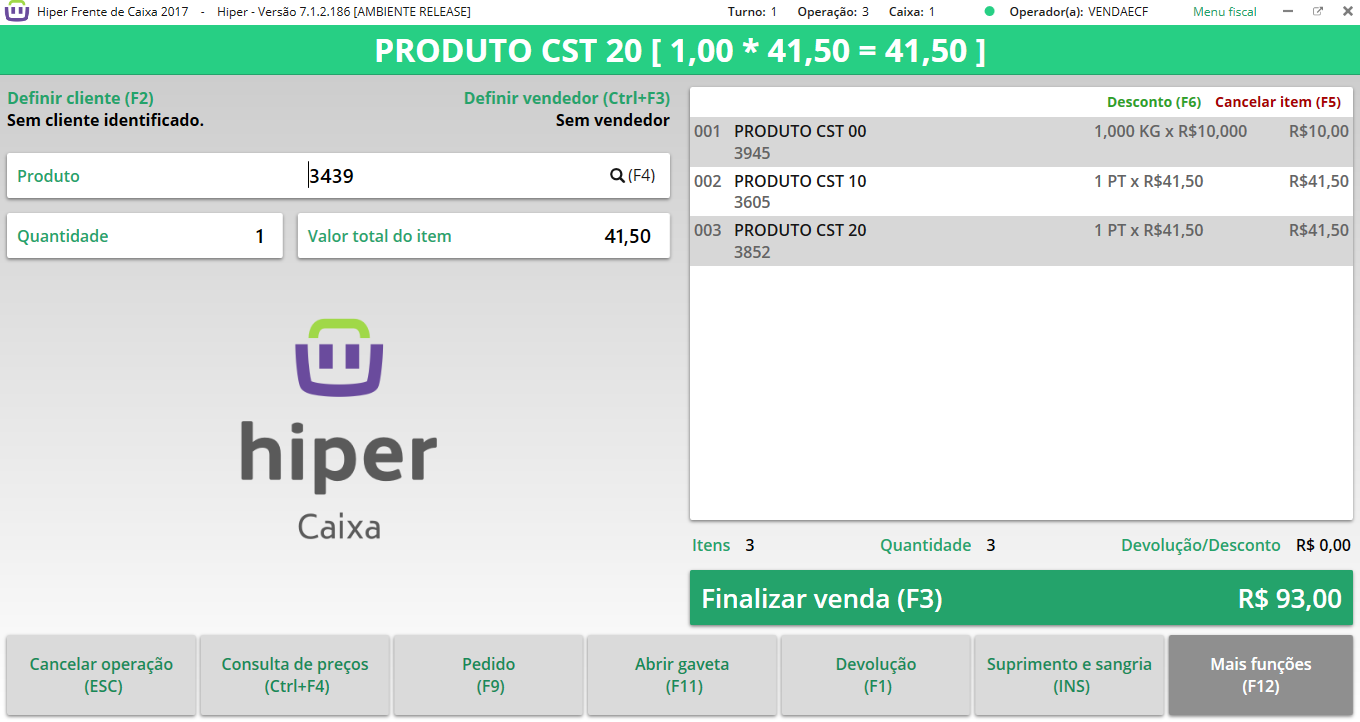 Hiper Frente de Caixa 2017 - Hiper - Versão 7.1.2.186 [AMBIENTE RELEASE] Turno: 1 Operação: 3 Caixa: 1 Operador(a): VENDAECF Menu fiscal
PRODUTO CST 20 [ 1,00 * 41,50 = 41,50 ]
Definir cliente (F2) Definir vendedor (Ctrl+F3)
Sem cliente identificado. Sem vendedor
Produto 3439 (F4)
Quantidade 1 Valor total do item 41,50
hiper
Caixa
Desconto (F6) Cancelar item (F5)
001 PRODUTO CST 00 1,000 KG x R$10,000 R$10,00
3945
002 PRODUTO CST 10 1 PT x R$41,50 R$41,50
3605
003 PRODUTO CST 20 1 PT x R$41,50 R$41,50
3852
Itens 3 Quantidade 3 Devolução/Desconto R$ 0,00
Finalizar venda (F3) R$ 93,00
Cancelar operação
(ESC)
Consulta de preços
(Ctrl+F4)
Pedido
(F9)
Abrir gaveta
(F11)
Devolução
(F1)
Suprimento e sangria
(INS)
Mais funções
(F12)